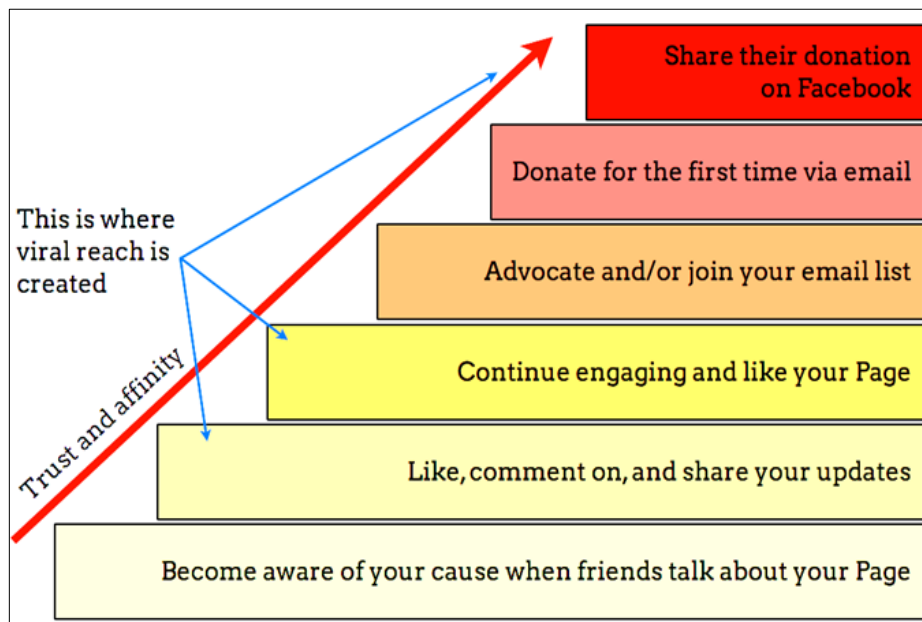 Share their donation
on Facebook
Donate for the first time via email
This is where
viral reach is
created
Advocate and/or join your email list
Continue engaging and like your Page
Trust and affinity
Like, comment on, and share your updates
Become aware of your cause when friends talk about your Page